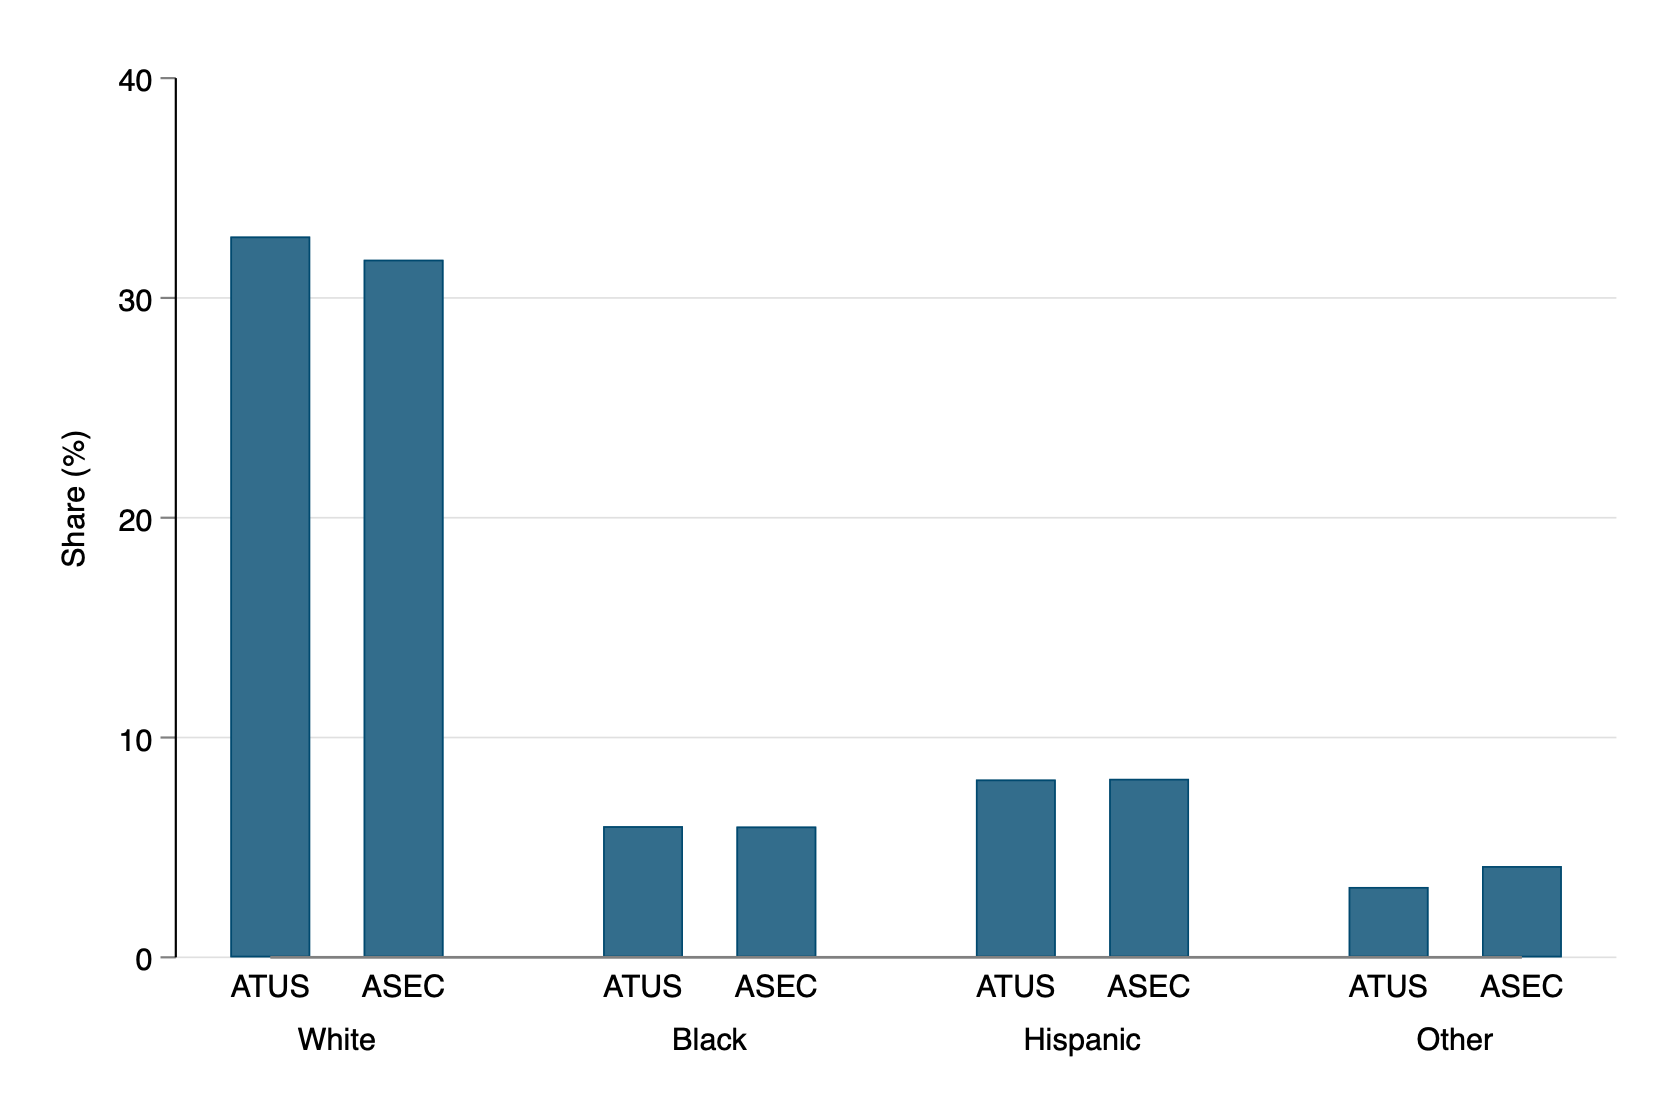 40
30
20
10
0
Share (%)
ATUS ASEC ATUS ASEC ATUS ASEC ATUS ASEC
White Black Hispanic Other